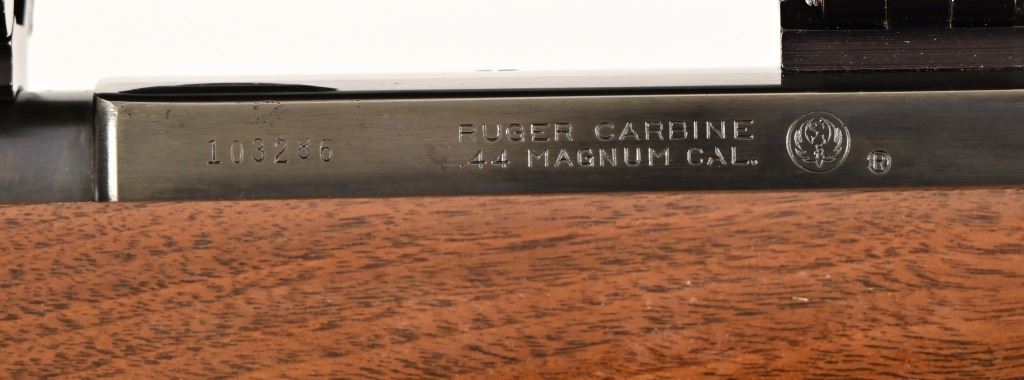 103286
RUGER CARBINE
.44 MAGNUM CAL.
®